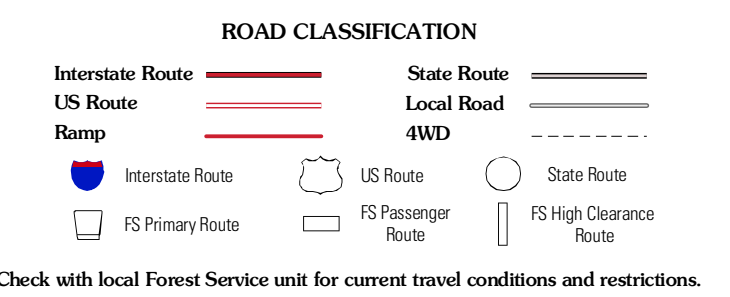 ROAD CLASSIFICATION
Interstate Route
State Route
US Route
Local Road
Ramp
4WD
Interstate Route
US Route
State Route
FS Primary Route
FS Passenger
Route
FS High Clearance
Route
Check with local Forest Service unit for current travel conditions and restrictions.